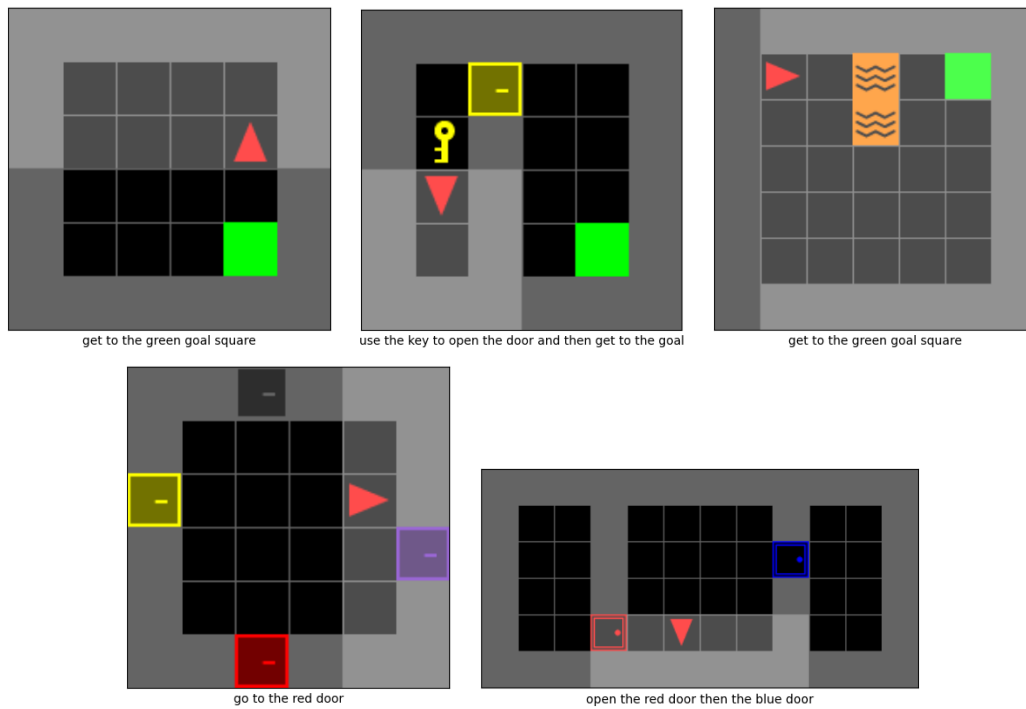 get to the green goal square
use the key to open the door and then get to the goal
get to the green goal square
go to the red door
open the red door then the blue door